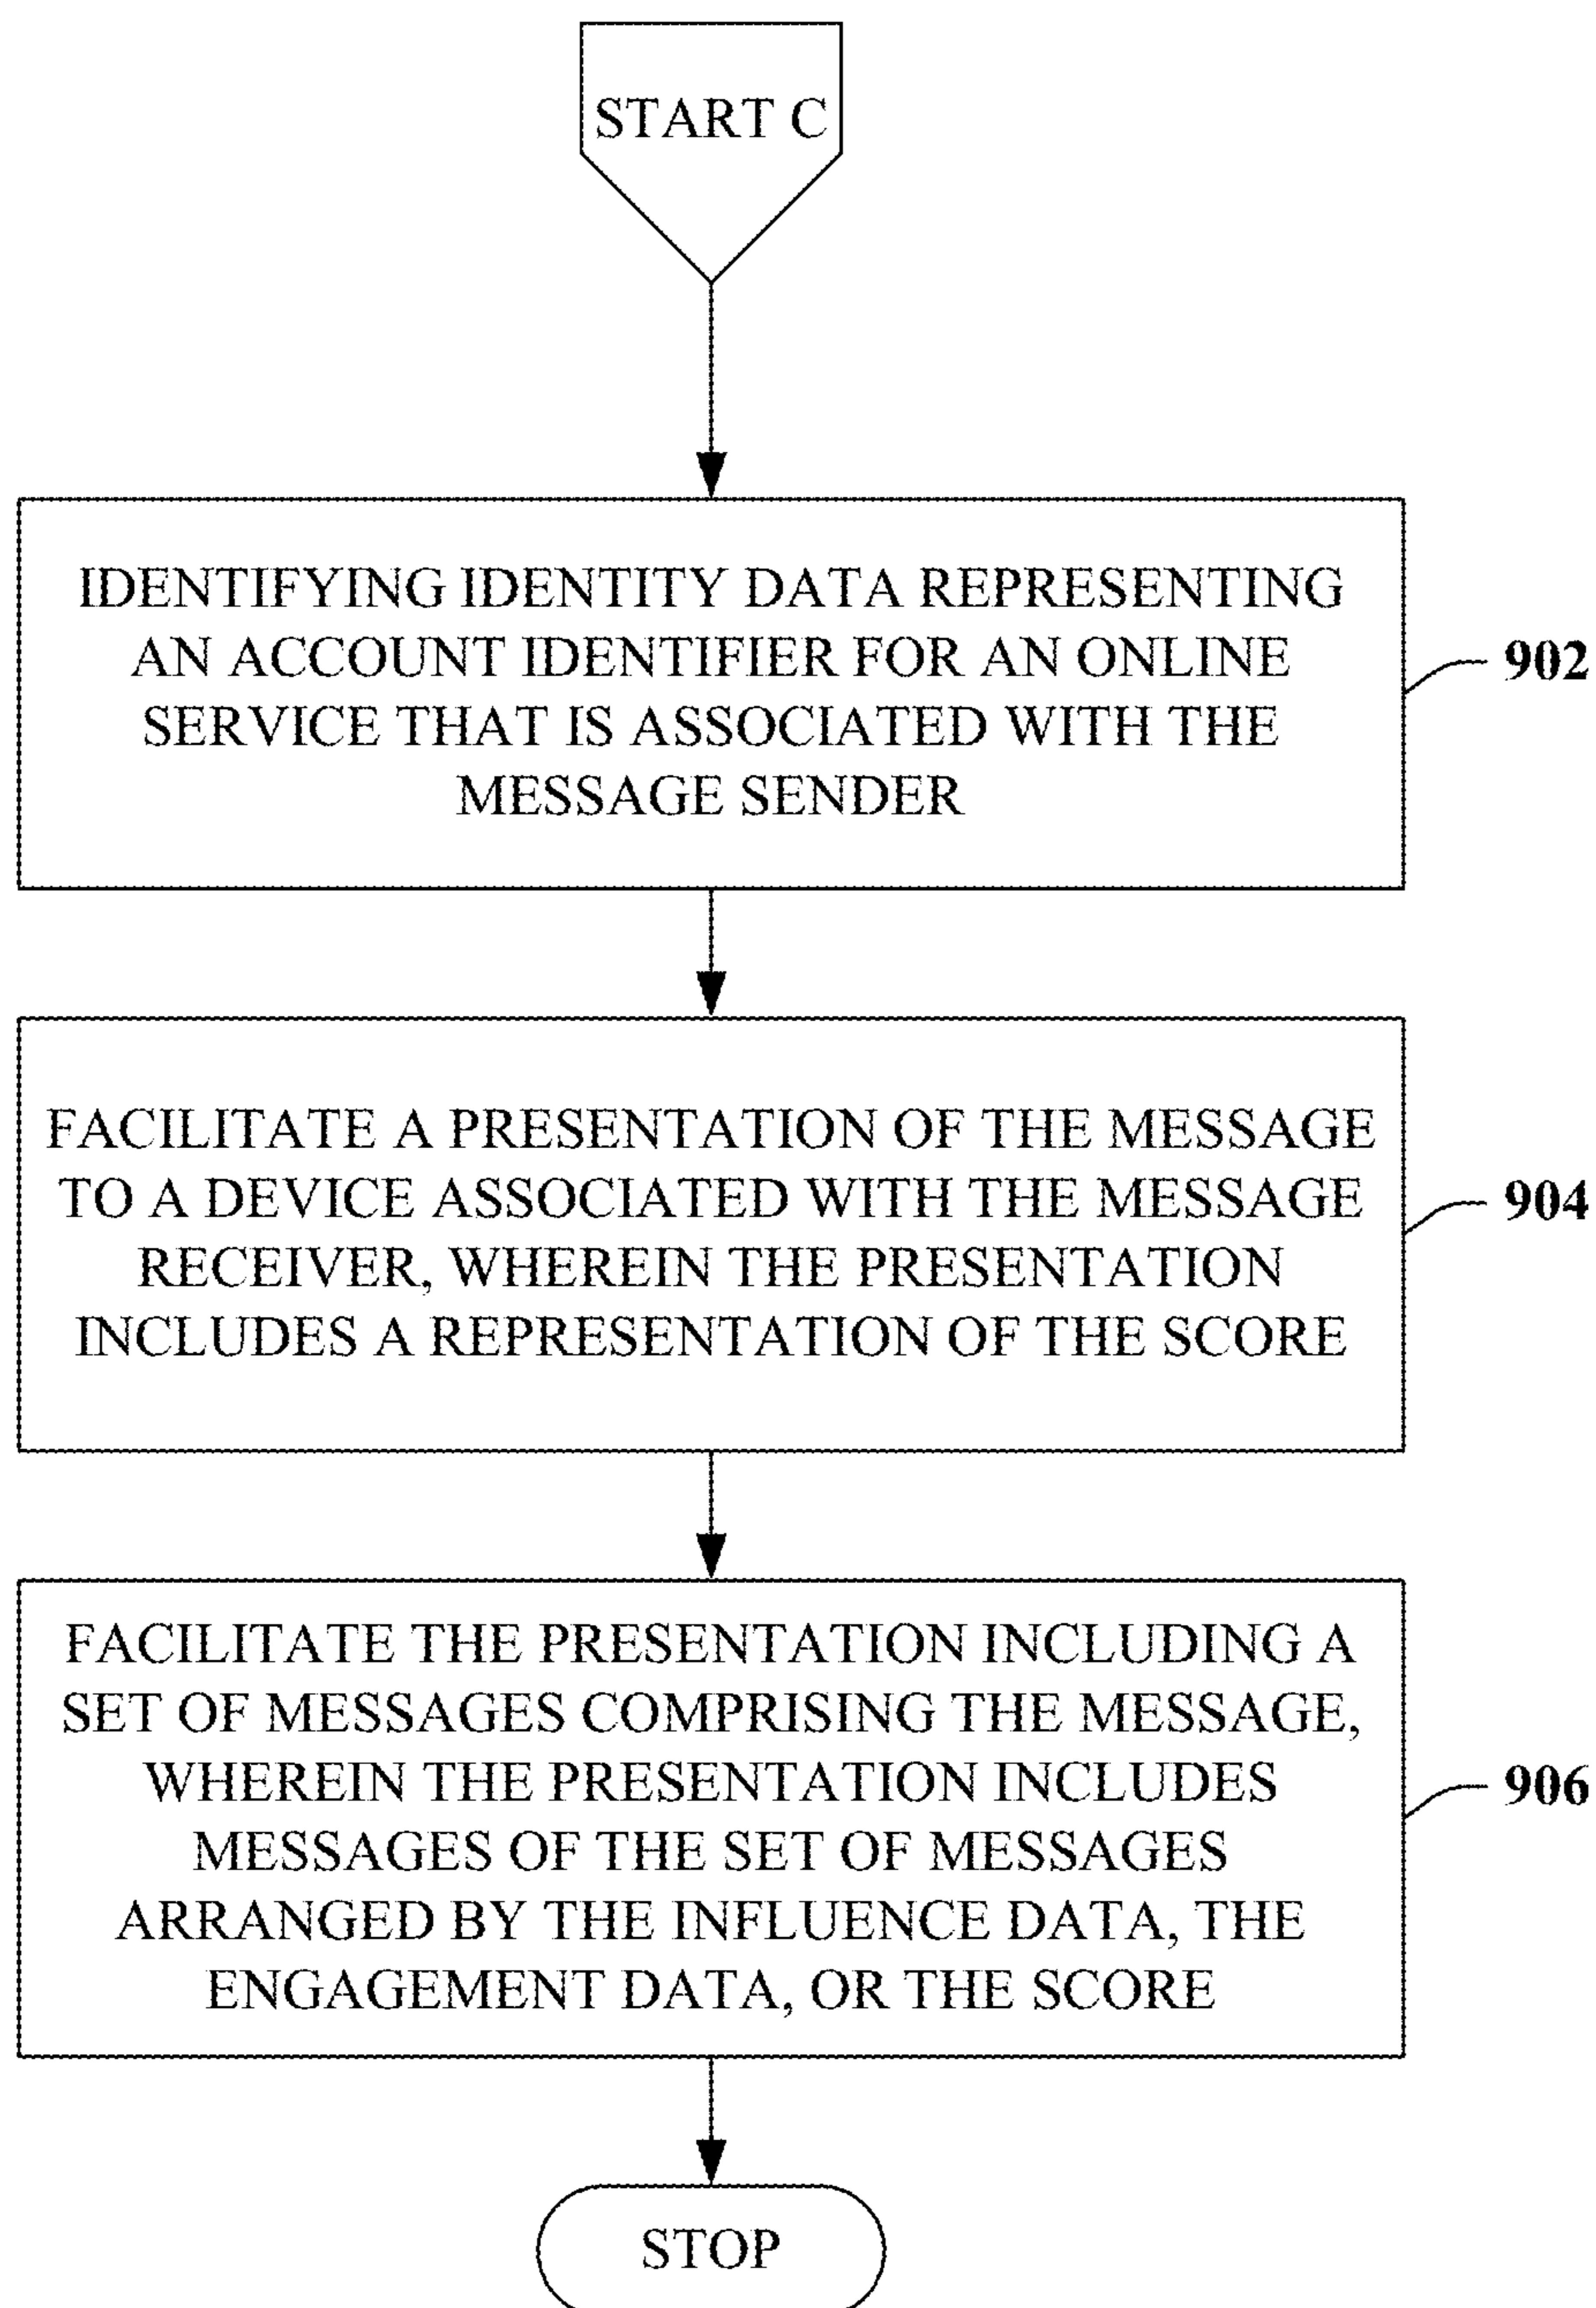 START C
IDENTIFYING IDENTITY DATA REPRESENTING
AN ACCOUNT IDENTIFIER FOR AN ONLINE
SERVICE THAT IS ASSOCIATED WITH THE
MESSAGE SENDER
902
FACILITATE A PRESENTATION OF THE MESSAGE
TO A DEVICE ASSOCIATED WITH THE MESSAGE
RECEIVER, WHEREIN THE PRESENTATION
INCLUDES A REPRESENTATION OF THE SCORE
904
FACILITATE THE PRESENTATION INCLUDING A
SET OF MESSAGES COMPRISING THE MESSAGE,
WHEREIN THE PRESENTATION INCLUDES
MESSAGES OF THE SET OF MESSAGES
ARRANGED BY THE INFLUENCE DATA, THE
ENGAGEMENT DATA, OR THE SCORE
906
STOP